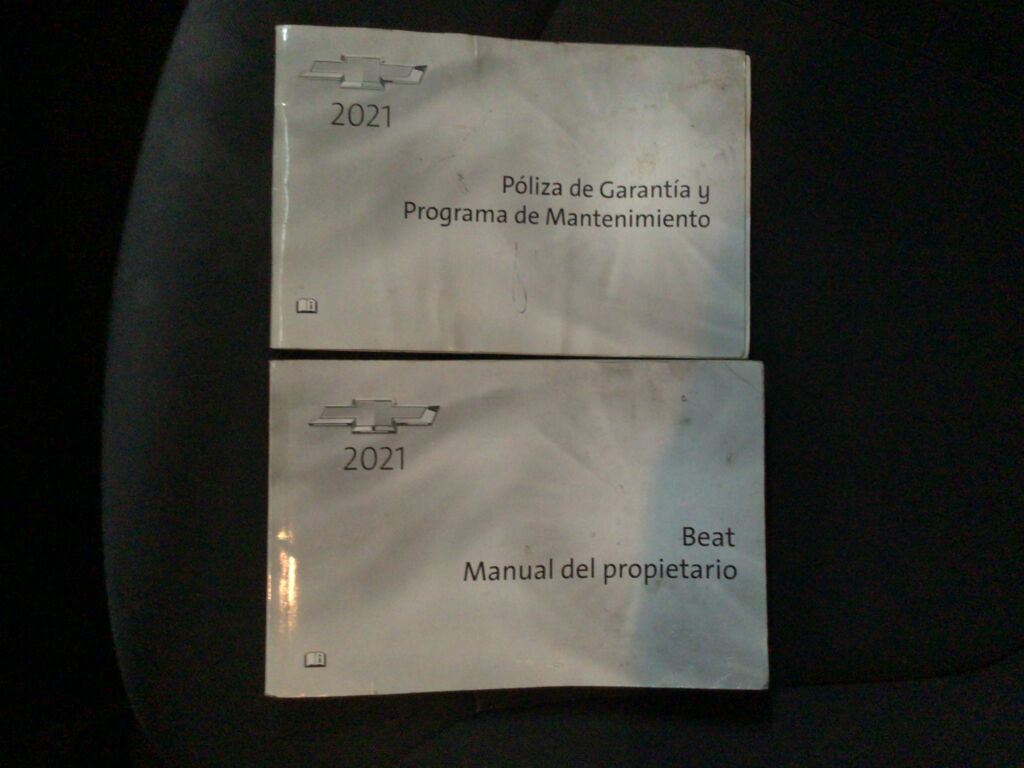 2021
Póliza de Garantía y
Programa de Mantenimiento
2021
Beat
Manual del propietario